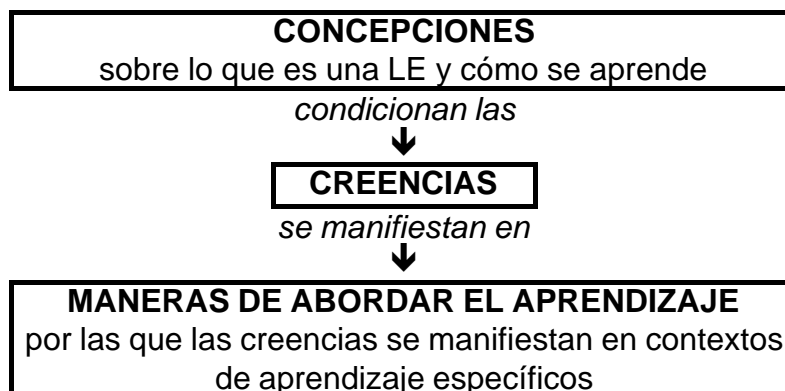 CONCEPCIONES
sobre lo que es una LE y cómo se aprende
condicionan las
CREENCIAS
se manifiestan en
MANERAS DE ABORDAR EL APRENDIZAJE
por las que las creencias se manifiestan en contextos
de aprendizaje específicos